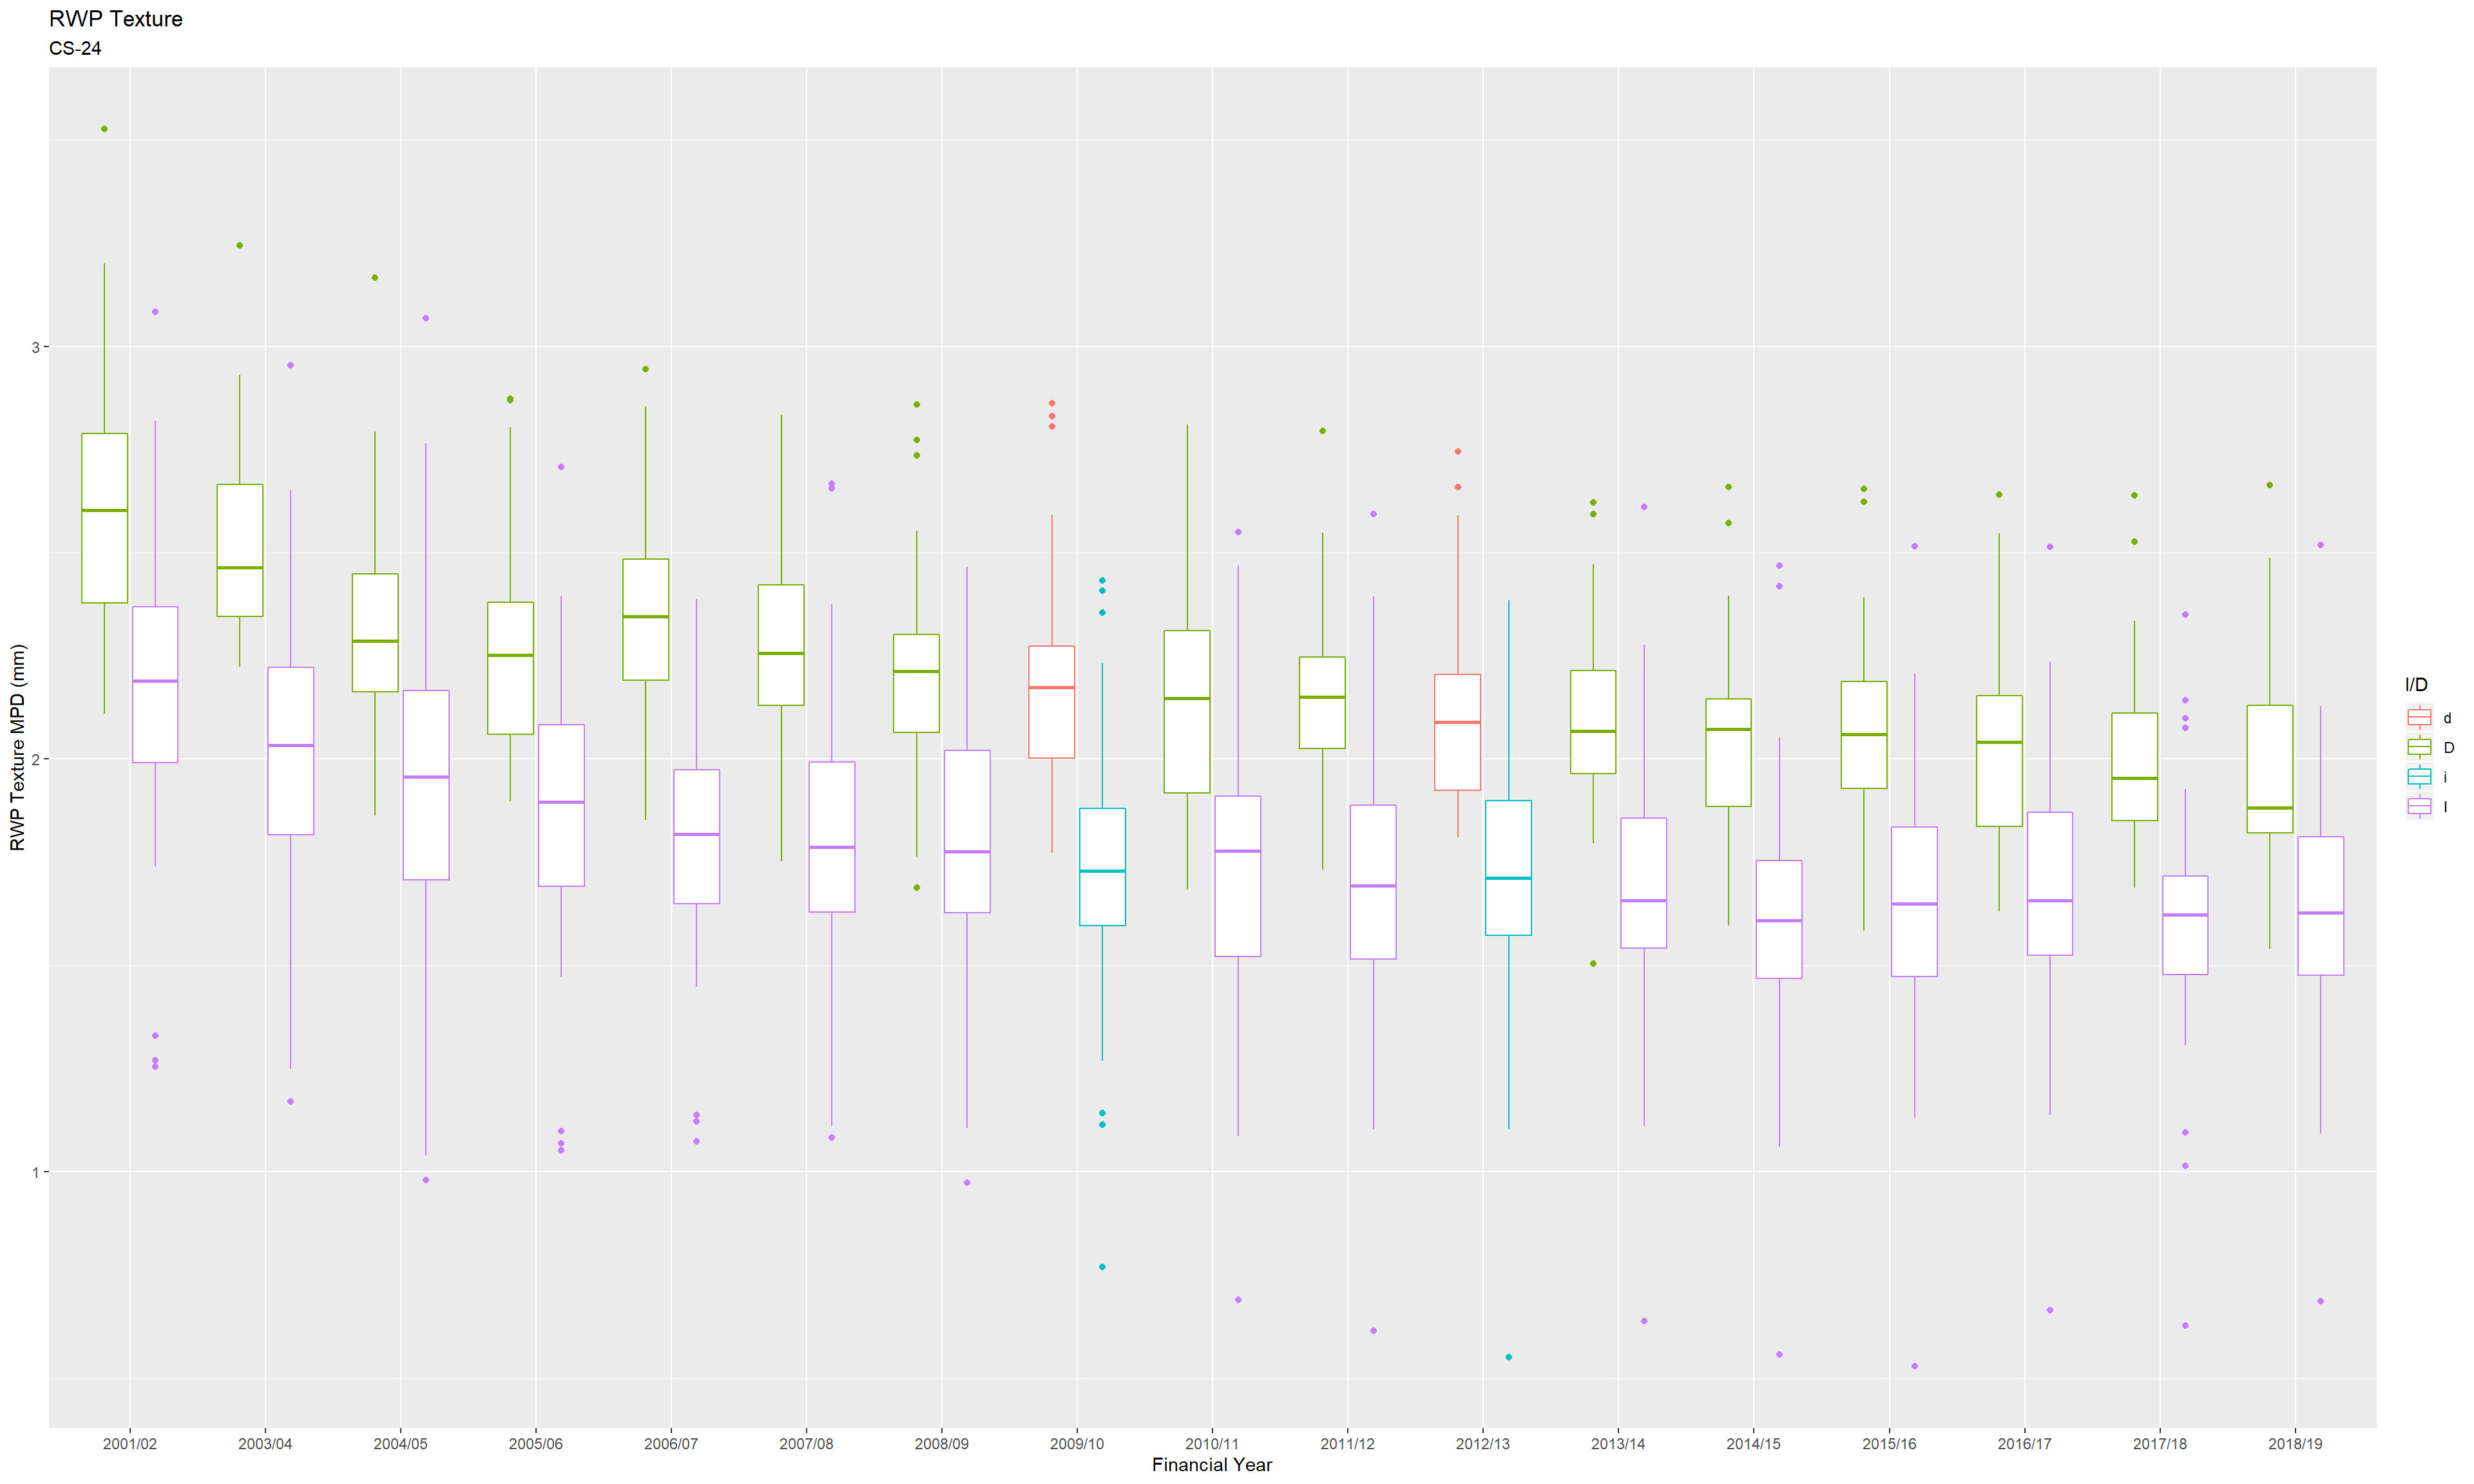 RWP Texture
CS-24
RWP Texture MPD (mm)
3
2
1
2001/02 2003/04 2004/05 2005/06 2006/07 2007/08 2008/09 2009/10 2010/11 2011/12 2012/13 2013/14 2014/15 2015/16 2016/17 2017/18 2018/19
Financial Year
I/D
d
D
i
I